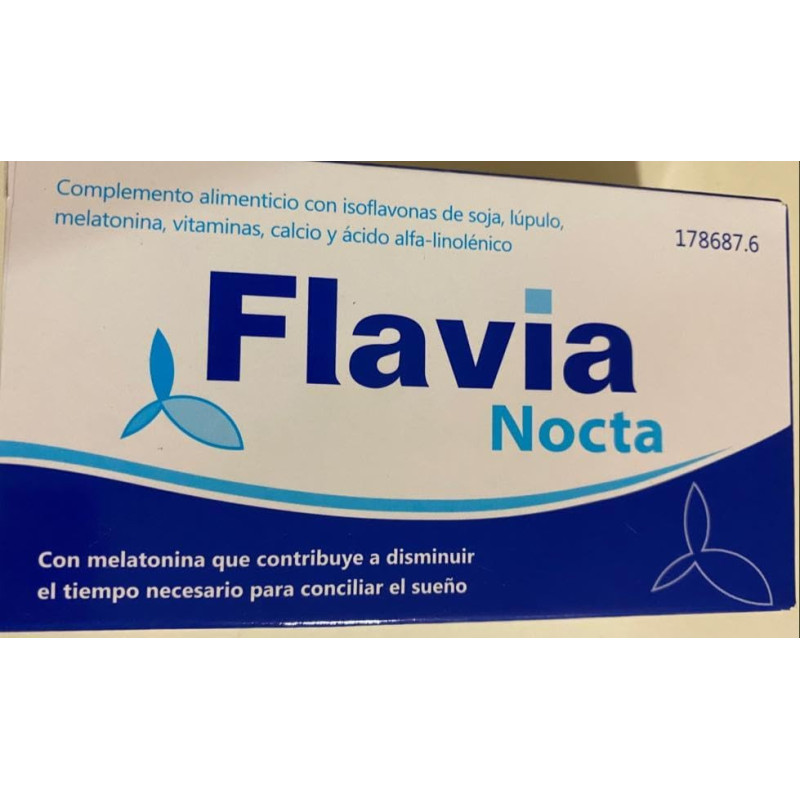 Complemento alimenticio con isoflavonas de soja, lúpulo,
melatonina, vitaminas, calcio y ácido alfa-linolénico
178687.6
Flavia
Nocta
Con melatonina que contribuye a disminuir
el tiempo necesario para conciliar el sueño